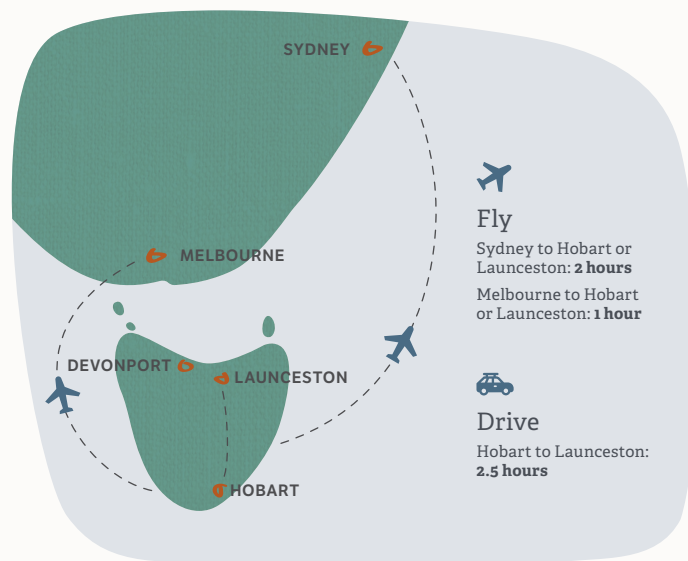 SYDNEY
MELBOURNE
DEVONPORT
LAUNCESTON
HOBART
Fly
Sydney to Hobart or
Launceston: 2 hours
Melbourne to Hobart
or Launceston: 1 hour
Drive
Hobart to Launceston:
2.5 hours